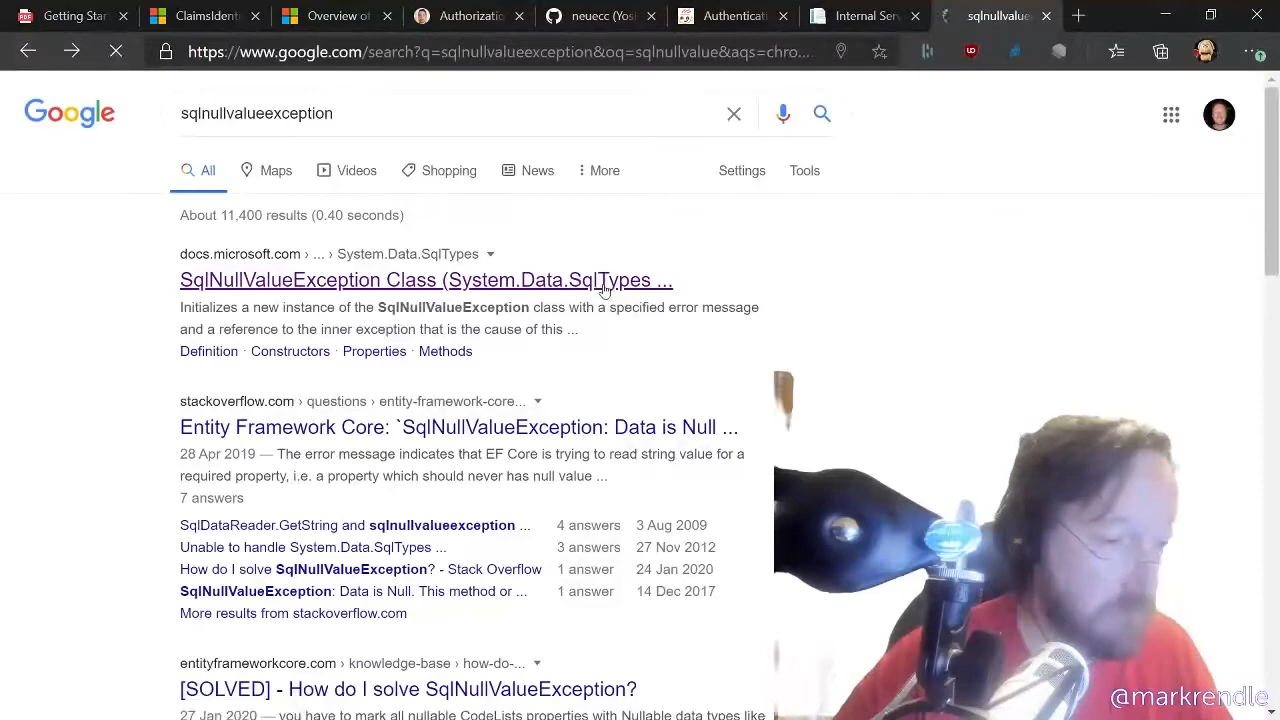 Getting Started
Overview of
Authorizatio
neuecc (Yosh
Authenticati
Internal Serv
sqlnullvalue
https://www.google.com/search?q=sqlnullvalueexception&oq=sqlnullvalue&aqs=chro...
Google
sqlnullvalueexception
All
Maps
Videos
Shopping
News
More
Settings
Tools
About 11,400 results (0.40 seconds)
docs.microsoft.com › ... › System.Data.SqlTypes
SqlNullValueException Class (System.Data.SqlTypes ...
Initializes a new instance of the SqlNullValueException class with a specified error message
and a reference to the inner exception that is the cause of this ...
Definition · Constructors · Properties · Methods
stackoverflow.com › questions › entity-framework-core...
Entity Framework Core: `SqlNullValueException: Data is Null ...
28 Apr 2019 — The error message indicates that EF Core is trying to read string value for a
required property, i.e. a property which should never has null value ...
7 answers
SqlDataReader.GetString and sqlnullvalueexception ... 4 answers 3 Aug 2009
Unable to handle System.Data.SqlTypes ... 3 answers 27 Nov 2012
How do I solve SqlNullValueException? - Stack Overflow 1 answer 24 Jan 2020
SqlNullValueException: Data is Null. This method or ... 1 answer 14 Dec 2017
More results from stackoverflow.com
entityframeworkcore.com › knowledge-base › how-do-...
[SOLVED] - How do I solve SqlNullValueException?
27 Jan 2020 — you have to mark all nullable CodeLists properties with Nullable data types like
@markrendle